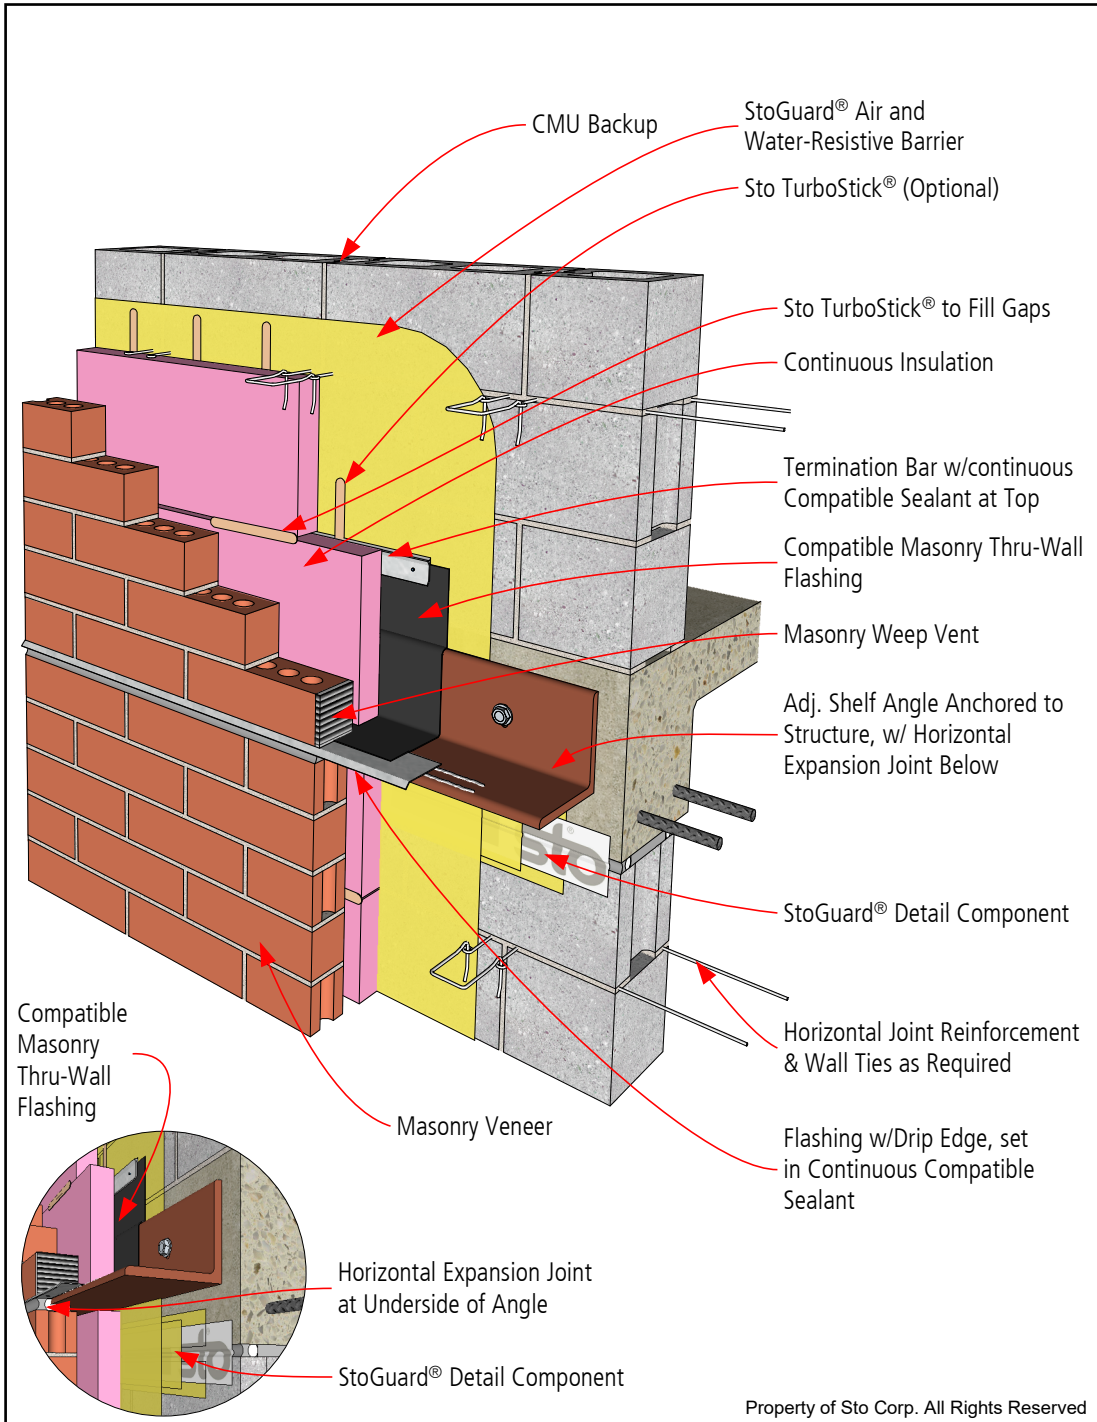 CMU Backup
StoGuard® Air and
Water-Resistive Barrier
Sto TurboStick® (Optional)
Sto TurboStick® to Fill Gaps
Continuous Insulation
Termination Bar w/continuous
Compatible Sealant at Top
Compatible Masonry Thru-Wall
Flashing
Masonry Weep Vent
Adj. Shelf Angle Anchored to
Structure, w/ Horizontal
Expansion Joint Below
sto®
StoGuard® Detail Component
Horizontal Joint Reinforcement
& Wall Ties as Required
Flashing w/Drip Edge, set
in Continuous Compatible
Sealant
Compatible
Masonry
Thru-Wall
Flashing
Masonry Veneer
Horizontal Expansion Joint
at Underside of Angle
sto
StoGuard® Detail Component
Property of Sto Corp. All Rights Reserved